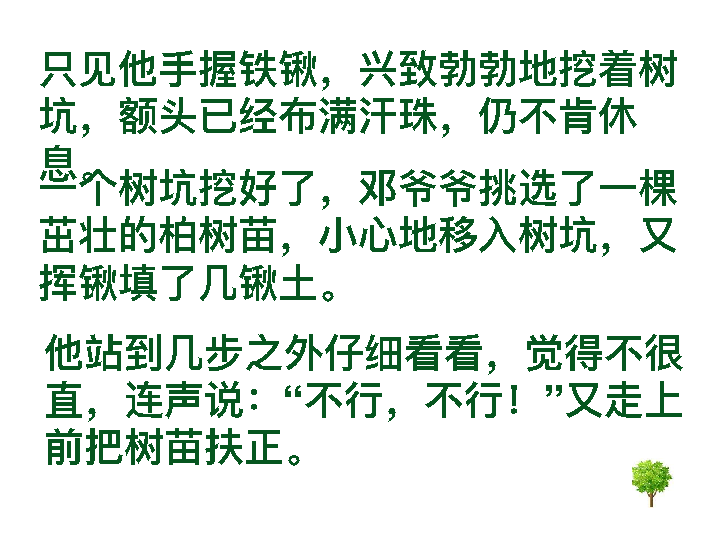 只见他手握铁锹，兴致勃勃地挖着树
坑，额头已经布满汗珠，仍不肯休
息。
一个树坑挖好了，邓爷爷挑选了一棵
茁壮的柏树苗，小心地移入树坑，又
挥锹填了几锹土。
他站到几步之外仔细看看，觉得不很
直，连声说：“不行，不行！”又走上
前把树苗扶正。